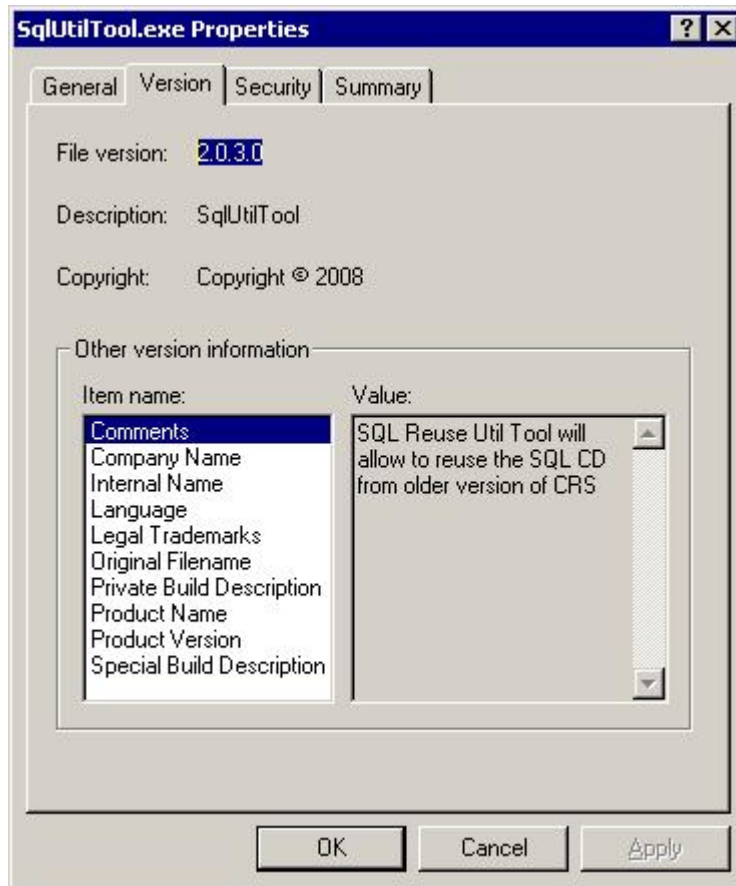 SqlUtilTool.exe Properties
General Version Security Summary
File version: 2.0.3.0
Description: SqlUtilTool
Copyright: Copyright © 2008
Other version information
Item name: Value:
Comments
Company Name
Internal Name
Language
Legal Trademarks
Original Filename
Private Build Description
Product Name
Product Version
Special Build Description
SQL Reuse Util Tool will
allow to reuse the SQL CD
from older version of CRS
OK Cancel Apply